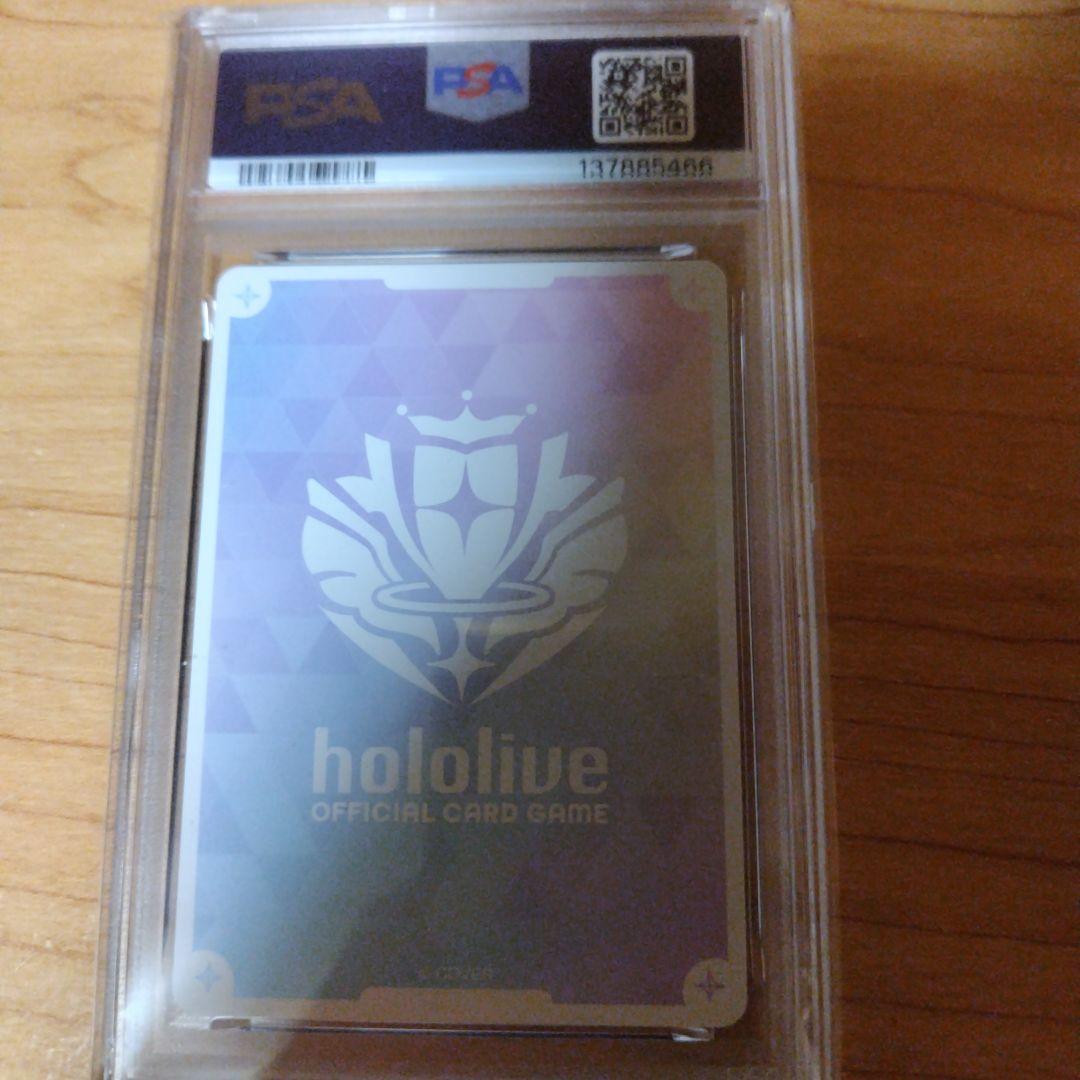 PSA
PSA
137885466
hololive
OFFICIAL CARD GAME